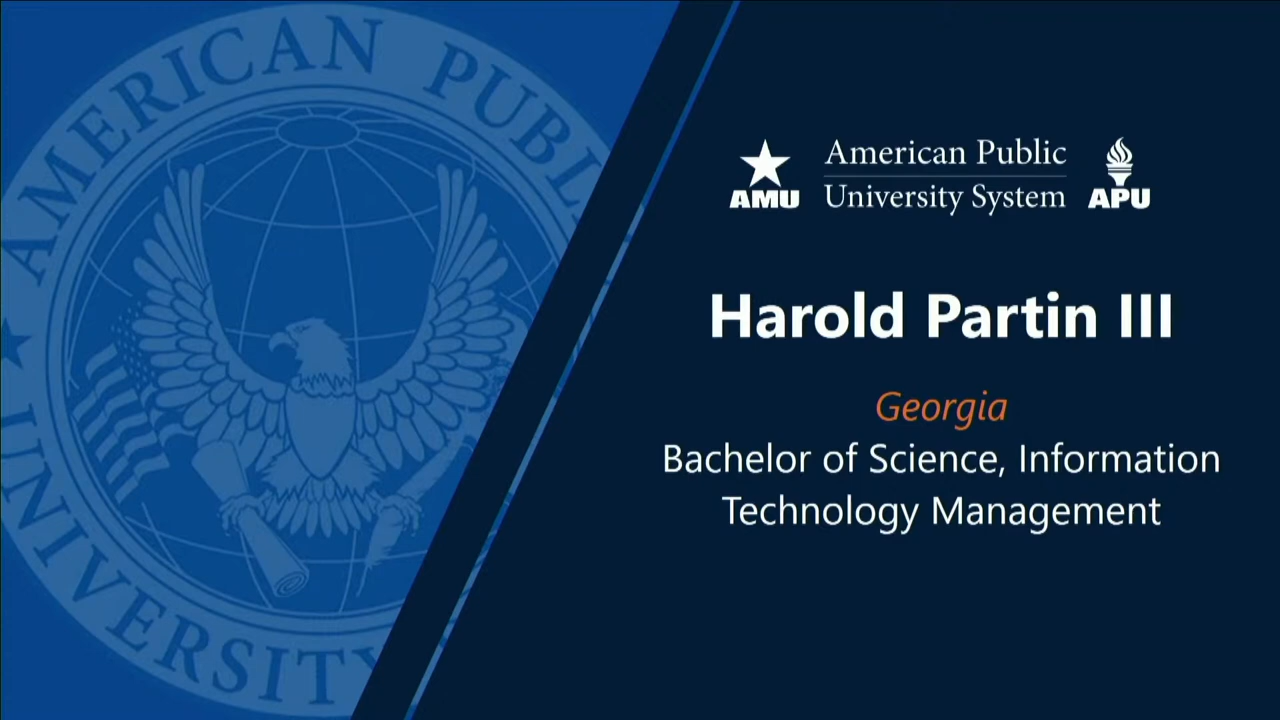 AMERICAN PUBLI
UNIVERSITY
AMU
American Public
University System
APU
Harold Partin III
Georgia
Bachelor of Science, Information
Technology Management